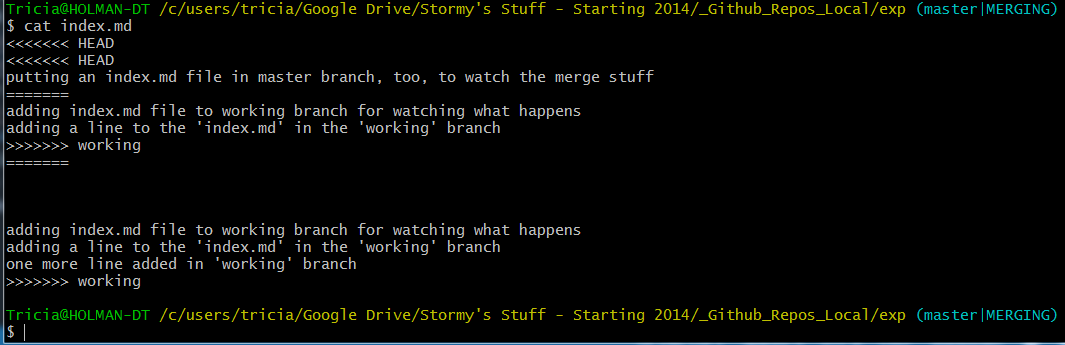 Tricia@HOLMAN-DT /c/users/tricia/Google Drive/Stormy's Stuff - Starting 2014/_Github_Repos_Local/exp (master|MERGING)
$ cat index.md
<<<<<<< HEAD
<<<<<<< HEAD
putting an index.md file in master branch, too, to watch the merge stuff
=======
adding index.md file to working branch for watching what happens
adding a line to the 'index.md' in the 'working' branch
>>>>>>> working
=======
adding index.md file to working branch for watching what happens
adding a line to the 'index.md' in the 'working' branch
one more line added in 'working' branch
>>>>>>> working
Tricia@HOLMAN-DT /c/users/tricia/Google Drive/Stormy's Stuff - Starting 2014/_Github_Repos_Local/exp (master|MERGING)
$